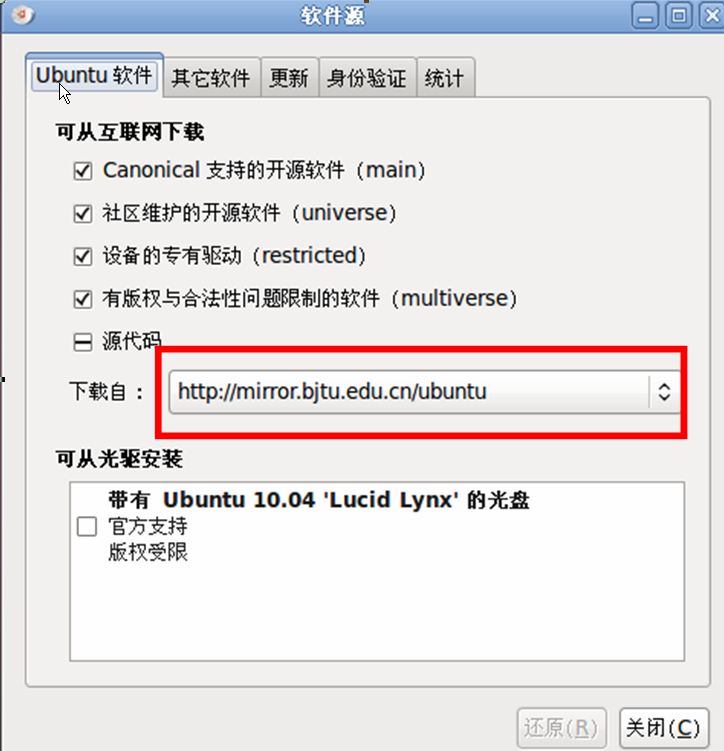 软件源
Ubuntu 软件 其它软件 更新 身份验证 统计
可从互联网下载
Canonical 支持的开源软件（main）
社区维护的开源软件（universe）
设备的专有驱动（restricted）
有版权与合法性问题限制的软件（multiverse）
源代码
下载自： http://mirror.bjtu.edu.cn/ubuntu
可从光驱安装
带有 Ubuntu 10.04 'Lucid Lynx' 的光盘
官方支持
版权受限
还原(R) 关闭(C)